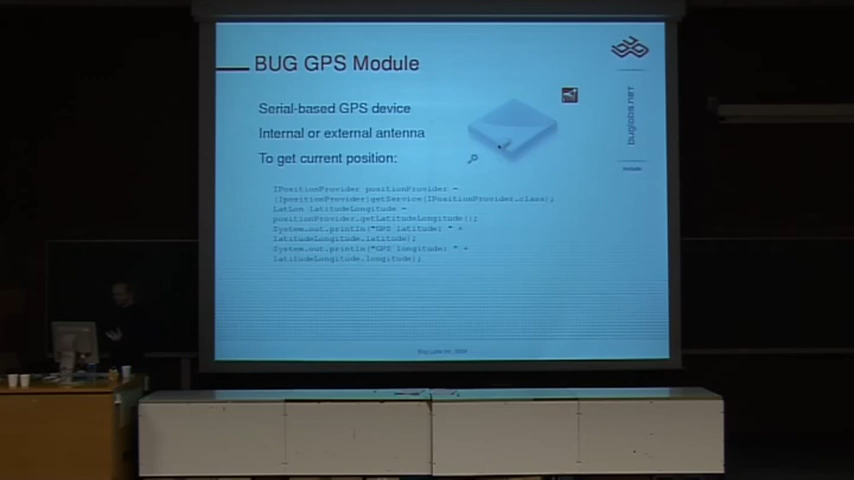 BUG GPS Module
Serial-based GPS device
Internal or external antenna
To get current position:
IPositionProvider positionProvider =
(IpositionProvider)getService(IPositionProvider.class);
LatLon latitudeLongitude =
positionProvider.getLatitudeLongitude();
System.out.println("GPS latitude: " +
latitudeLongitude.latitude);
System.out.println("GPS longitude: " +
latitudeLongitude.longitude);
buglabs.net